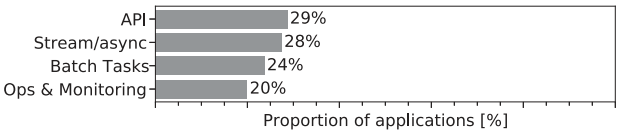 API 29%
Stream/async 28%
Batch Tasks 24%
Ops & Monitoring 20%
Proportion of applications [%]